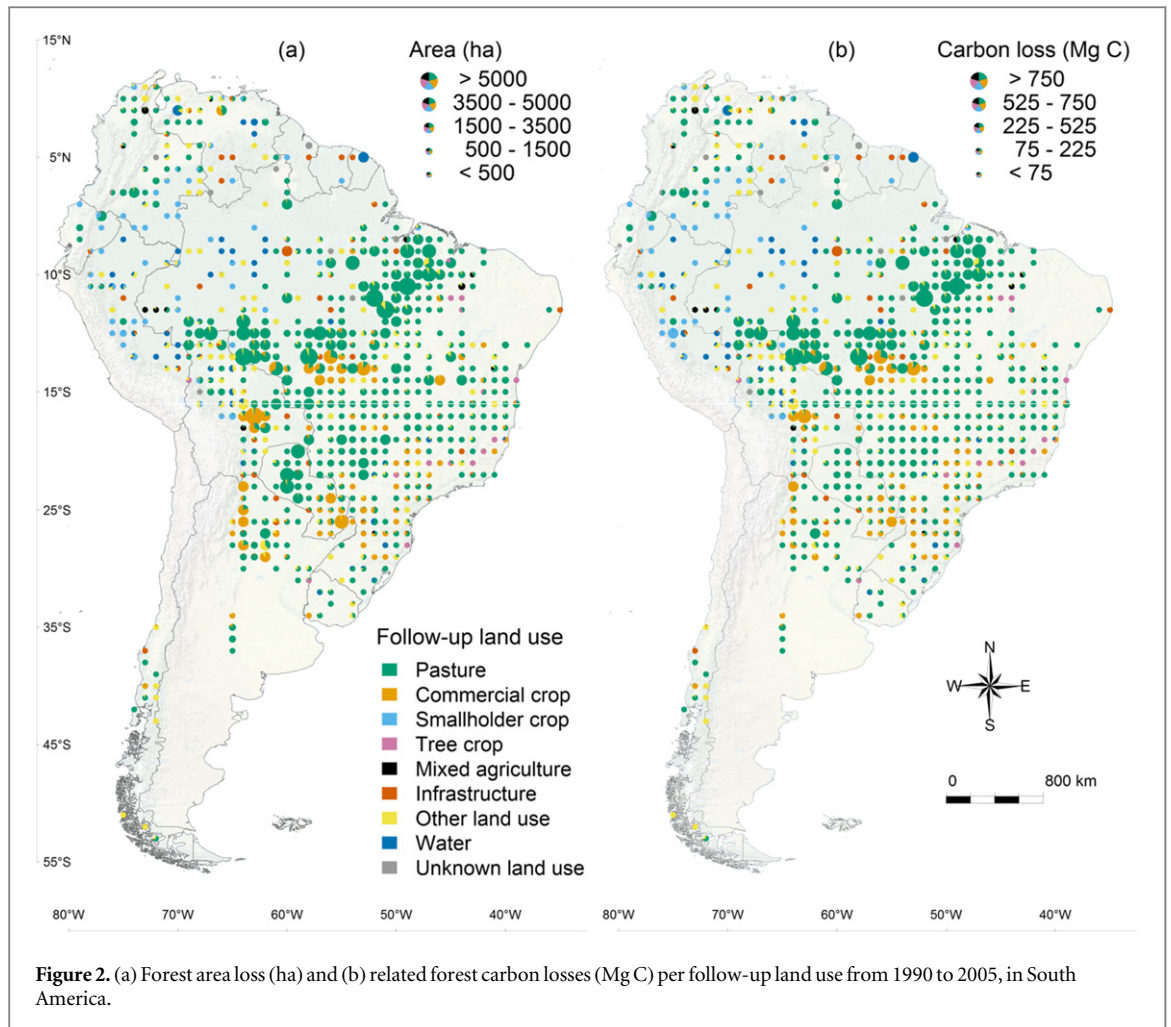 (a)
Area (ha)
> 5000
3500 - 5000
1500 - 3500
500 - 1500
< 500
(b)
Carbon loss (Mg C)
> 750
525 - 750
225 - 525
75 - 225
< 75
15°N
5°N
10°S
15°S
25°S
35°S
45°S
55°S
Follow-up land use
Pasture
Commercial crop
Smallholder crop
Tree crop
Mixed agriculture
Infrastructure
Other land use
Water
Unknown land use
N
W
E
S
0
800 km
80°W
70°W
60°W
50°W
40°W
80°W
70°W
60°W
50°W
40°W
Figure 2. (a) Forest area loss (ha) and (b) related forest carbon losses (Mg C) per follow-up land use from 1990 to 2005, in South
America.